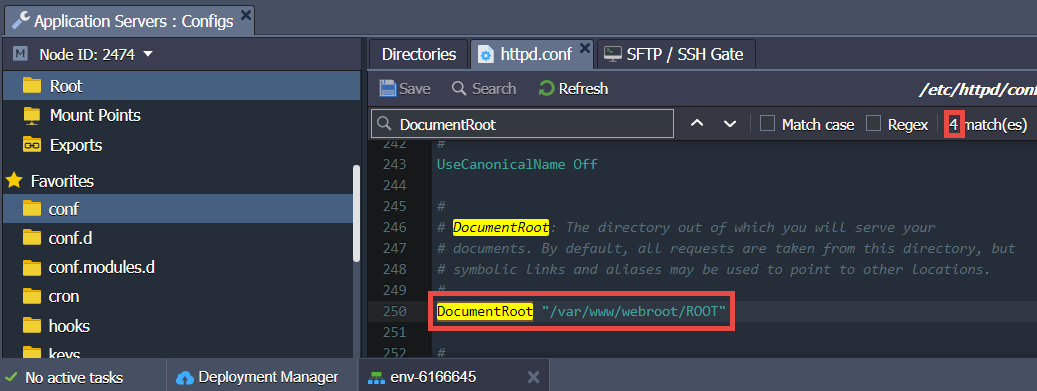 Application Servers : Configs
M Node ID: 2474
Root
Mount Points
Exports
Favorites
conf
conf.d
conf.modules.d
cron
hooks
keys
Directories
httpd.conf
SFTP / SSH Gate
Save
Search
Refresh
/etc/httpd/con
DocumentRoot
Match case
Regex
4 match(es)
242 #
243 UseCanonicalName Off
244
245 #
246 # DocumentRoot: The directory out of which you will serve your
247 # documents. By default, all requests are taken from this directory, but
248 # symbolic links and aliases may be used to point to other locations.
249 #
250 DocumentRoot "/var/www/webroot/ROOT"
251
252 #
No active tasks
Deployment Manager
env-6166645